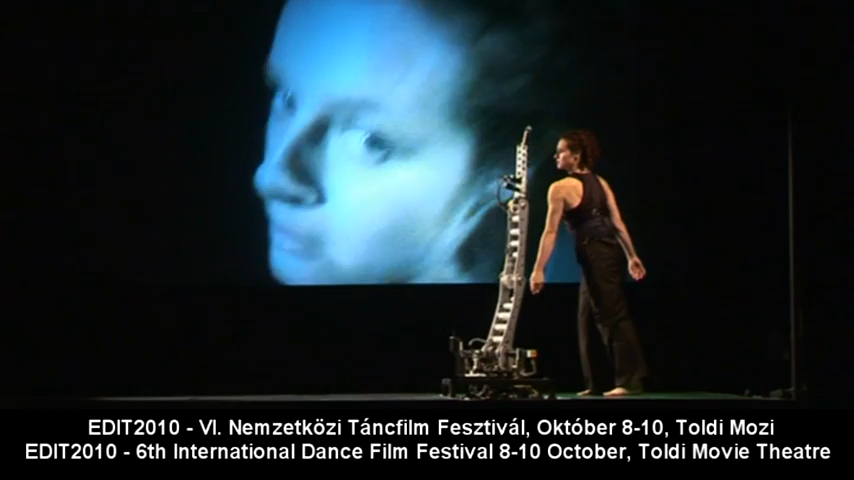 EDIT2010 - VI. Nemzetközi Táncfilm Fesztivál, Október 8-10, Toldi Mozi
EDIT2010 - 6th International Dance Film Festival 8-10 October, Toldi Movie Theatre